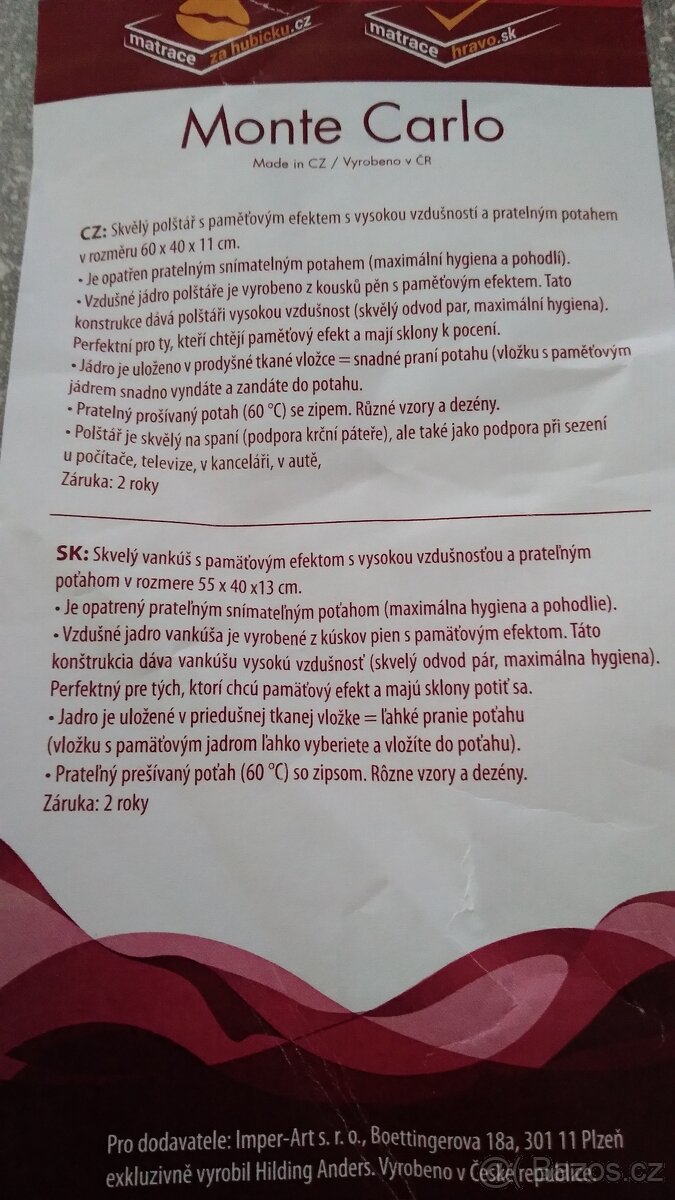 matrace za hubicku.cz
matrace hravo.sk
Monte Carlo
Made in CZ / Vyrobeno v ČR
CZ: Skvělý polštář s paměťovým efektem s vysokou vzdušností a pratelným potahem
v rozměru 60 x 40 x 11 cm.
• Je opatřen pratelným snímatelným potahem (maximální hygiena a pohodlí).
• Vzdušné jádro polštáře je vyrobeno z kousků pěn s paměťovým efektem. Tato
konstrukce dává polštáři vysokou vzdušnost (skvělý odvod par, maximální hygiena).
Perfektní pro ty, kteří chtějí paměťový efekt a mají sklony k pocení.
• Jádro je uloženo v prodyšné tkané vložce = snadné praní potahu (vložku s paměťovým
jádrem snadno vyndáte a zandáte do potahu.
• Pratelný prošívaný potah (60 °C) se zipem. Různé vzory a dezény.
• Polštář je skvělý na spaní (podpora krční páteře), ale také jako podpora při sezení
u počítače, televize, v kanceláři, v autě,
Záruka: 2 roky
SK: Skvelý vankúš s pamäťovým efektom s vysokou vzdušnosťou a prateľným
poťahom v rozmere 55 x 40 x13 cm.
• Je opatrený prateľným snímateľným poťahom (maximálna hygiena a pohodlie).
• Vzdušné jadro vankúša je vyrobené z kúskov pien s pamäťovým efektom. Táto
konštrukcia dáva vankúšu vysokú vzdušnosť (skvelý odvod pár, maximálna hygiena).
Perfektný pre tých, ktorí chcú pamäťový efekt a majú sklony potiť sa.
• Jadro je uložené v priedušnej tkanej vložke = ľahké pranie poťahu
(vložku s pamäťovým jadrom ľahko vyberiete a vložíte do poťahu).
• Prateľný prešívaný poťah (60 °C) so zipsom. Rôzne vzory a dezény.
Záruka: 2 roky
Pro dodavatele: Imper-Art s. r. o., Boettingerova 18a, 301 11 Plzeň
exkluzivně vyrobil Hilding Anders. Vyrobeno v České republice.
Bazos.cz